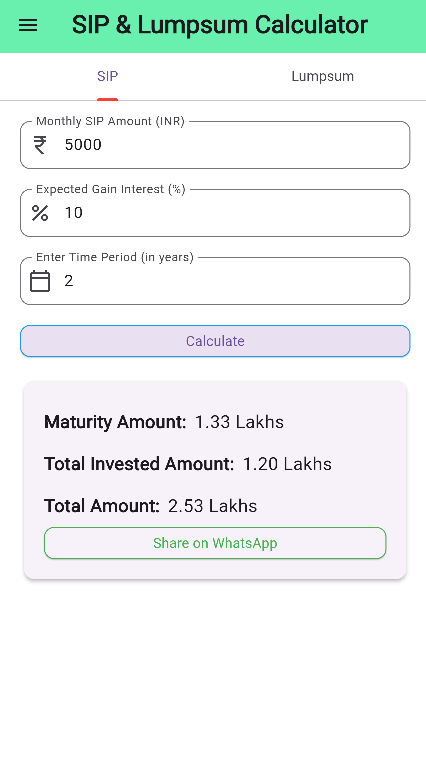 SIP & Lumpsum Calculator
SIP
Lumpsum
Monthly SIP Amount (INR)
₹ 5000
Expected Gain Interest (%)
% 10
Enter Time Period (in years)
2
Calculate
Maturity Amount: 1.33 Lakhs
Total Invested Amount: 1.20 Lakhs
Total Amount: 2.53 Lakhs
Share on WhatsApp